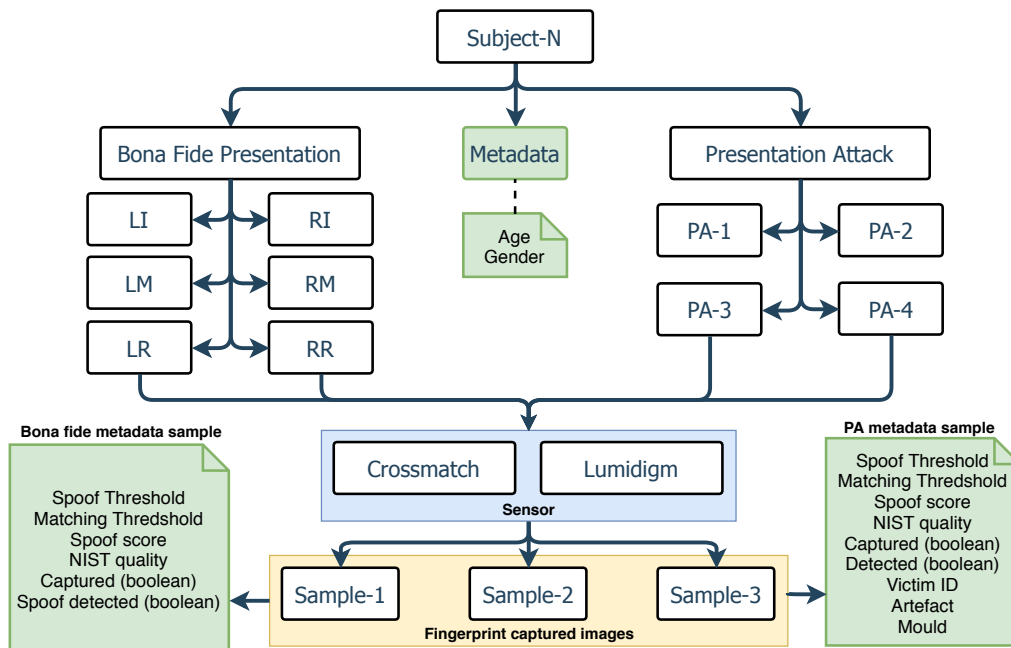 Subject-N
Bona Fide Presentation
Metadata
Presentation Attack
LI
RI
Age
Gender
PA-1
PA-2
LM
RM
PA-3
PA-4
LR
RR
Bona fide metadata sample
Spoof Threshold
Matching Thredshold
Spoof score
NIST quality
Captured (boolean)
Spoof detected (boolean)
Crossmatch
Lumidigm
Sensor
Sample-1
Sample-2
Sample-3
Fingerprint captured images
PA metadata sample
Spoof Threshold
Matching Threshold
Spoof score
NIST quality
Captured (boolean)
Detected (boolean)
Victim ID
Artefact
Mould